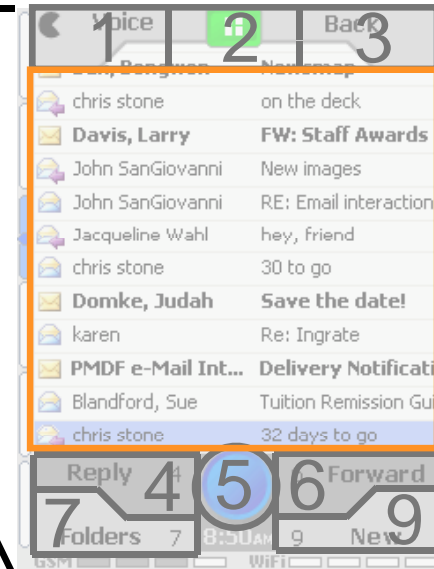 Voice Back
1 2 3
Newsmap
chris stone on the deck
Davis, Larry FW: Staff Awards
John SanGiovanni New images
John SanGiovanni RE: Email interaction
Jacqueline Wahl hey, friend
chris stone 30 to go
Domke, Judah Save the date!
karen Re: Ingrate
PMDF e-Mail Int... Delivery Notificati
Blandford, Sue Tuition Remission Gui
chris stone 32 days to go
Reply 4 Forward
4 5 6
7 9
Folders 7 8:50AM 9 New
GSM WiFi